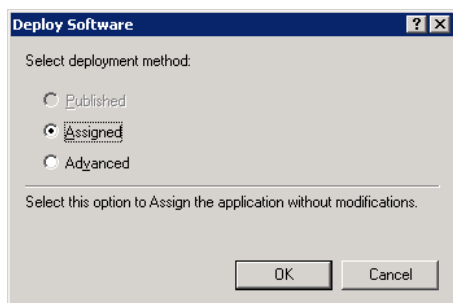 Deploy Software
Select deployment method:
Published
Assigned
Advanced
Select this option to Assign the application without modifications.
OK Cancel